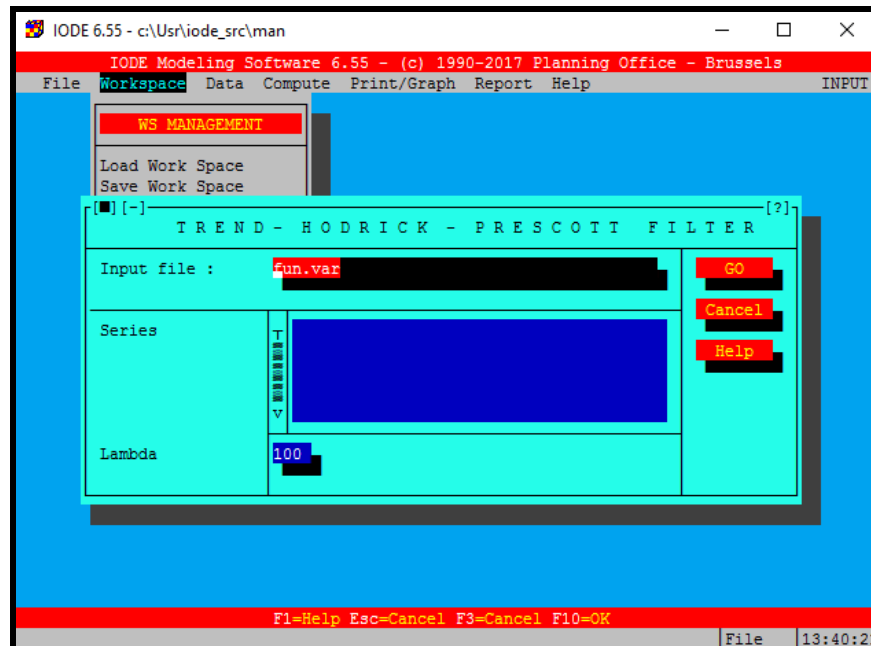 IODE 6.55 - c:\Usr\iode_src\man
IODE Modeling Software 6.55 - (c) 1990-2017 Planning Office - Brussels
File Workspace Data Compute Print/Graph Report Help INPUT
WS MANAGEMENT
Load Work Space
Save Work Space
[■][-] [?]
T R E N D - H O D R I C K - P R E S C O T T F I L T E R
Input file : fun.var GO
Cancel
Series Help
Lambda 100
F1=Help Esc=Cancel F3=Cancel F10=OK
File 13:40:2